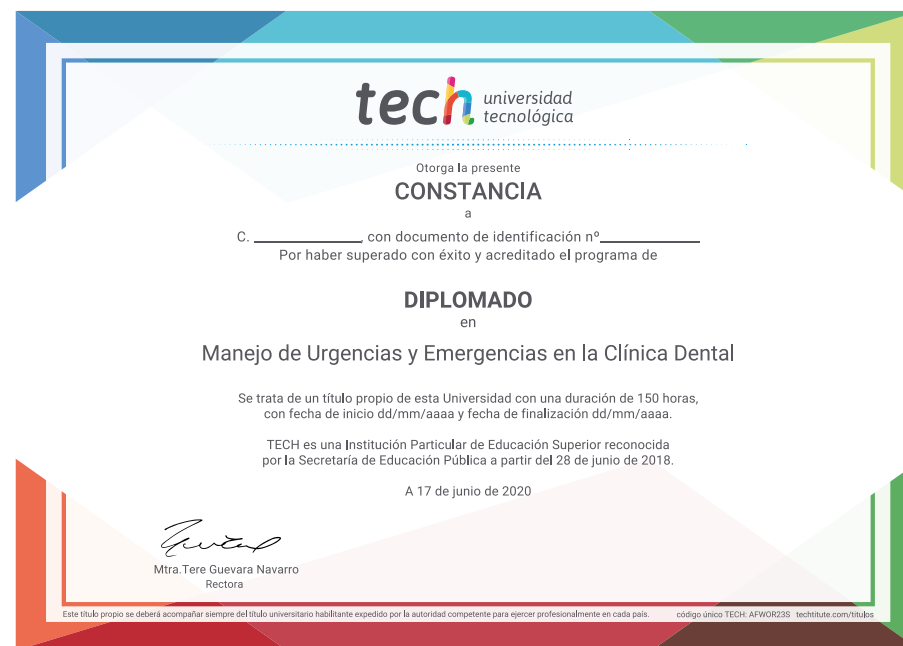 tech universidad
tecnológica
Otorga la presente
CONSTANCIA
a
C. ______________, con documento de identificación nº_____________
Por haber superado con éxito y acreditado el programa de
DIPLOMADO
en
Manejo de Urgencias y Emergencias en la Clínica Dental
Se trata de un título propio de esta Universidad con una duración de 150 horas,
con fecha de inicio dd/mm/aaaa y fecha de finalización dd/mm/aaaa.
TECH es una Institución Particular de Educación Superior reconocida
por la Secretaría de Educación Pública a partir del 28 de junio de 2018.
A 17 de junio de 2020
Mtra.Tere Guevara Navarro
Rectora
Este título propio se deberá acompañar siempre del título universitario habilitante expedido por la autoridad competente para ejercer profesionalmente en cada país. código único TECH: AFWOR23S techtitute.com/titulos